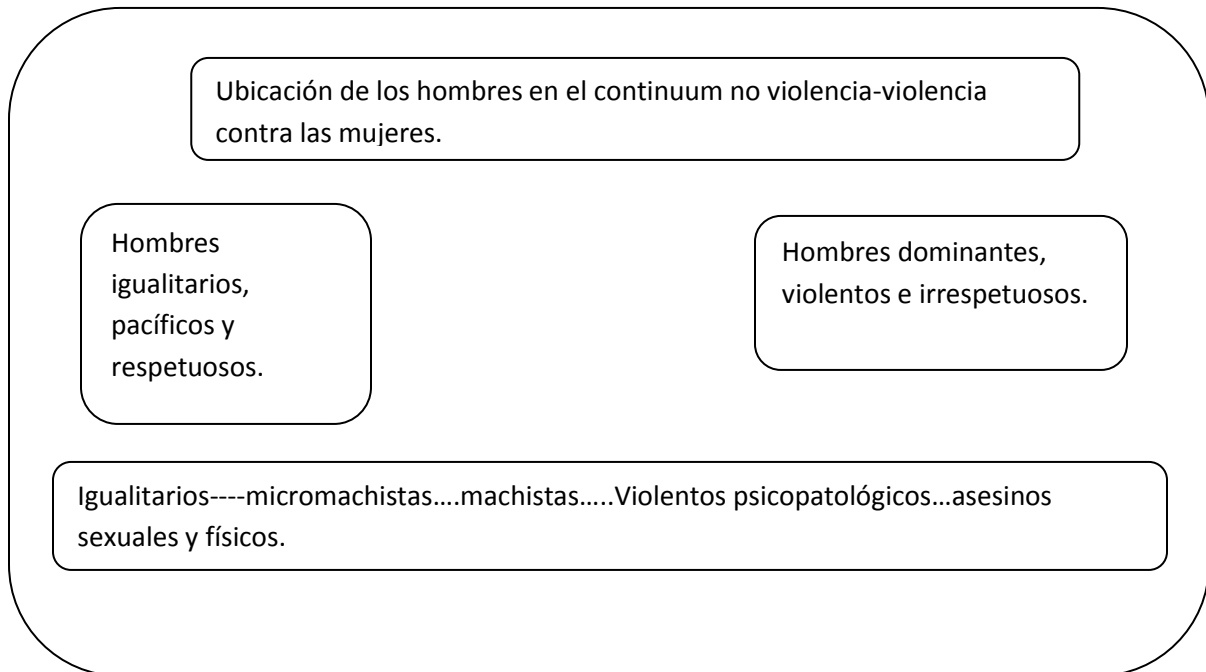 Ubicación de los hombres en el continuum no violencia-violencia
contra las mujeres.
Hombres
igualitarios,
pacíficos y
respetuosos.
Hombres dominantes,
violentos e irrespetuosos.
Igualitarios----micromachistas….machistas…..Violentos psicopatológicos…asesinos
sexuales y físicos.